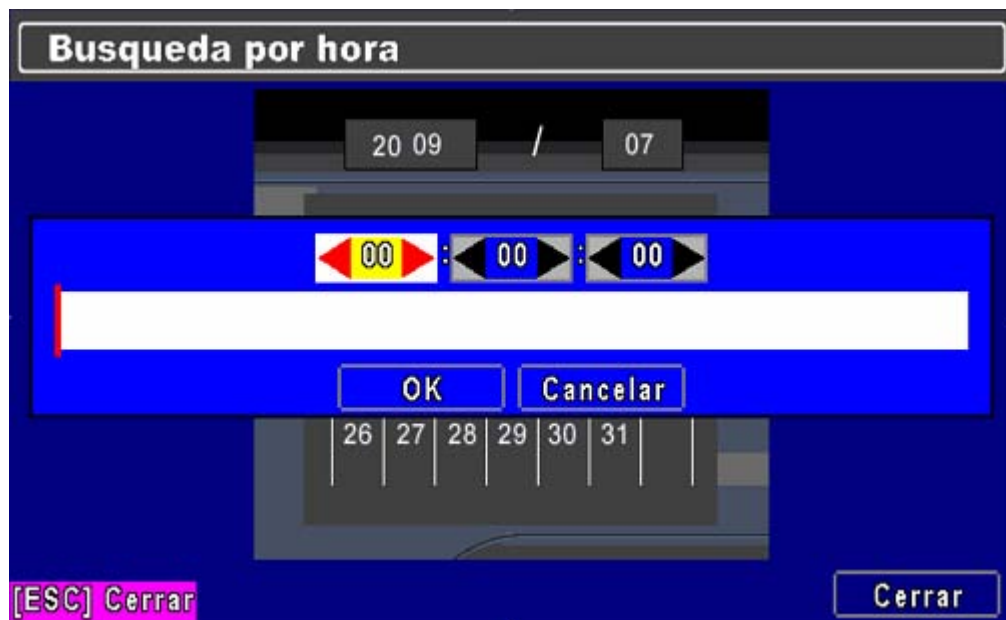 Busqueda por hora
20 09 / 07
00 : 00 : 00
OK Cancelar
26 27 28 29 30 31
[ESC] Cerrar
Cerrar